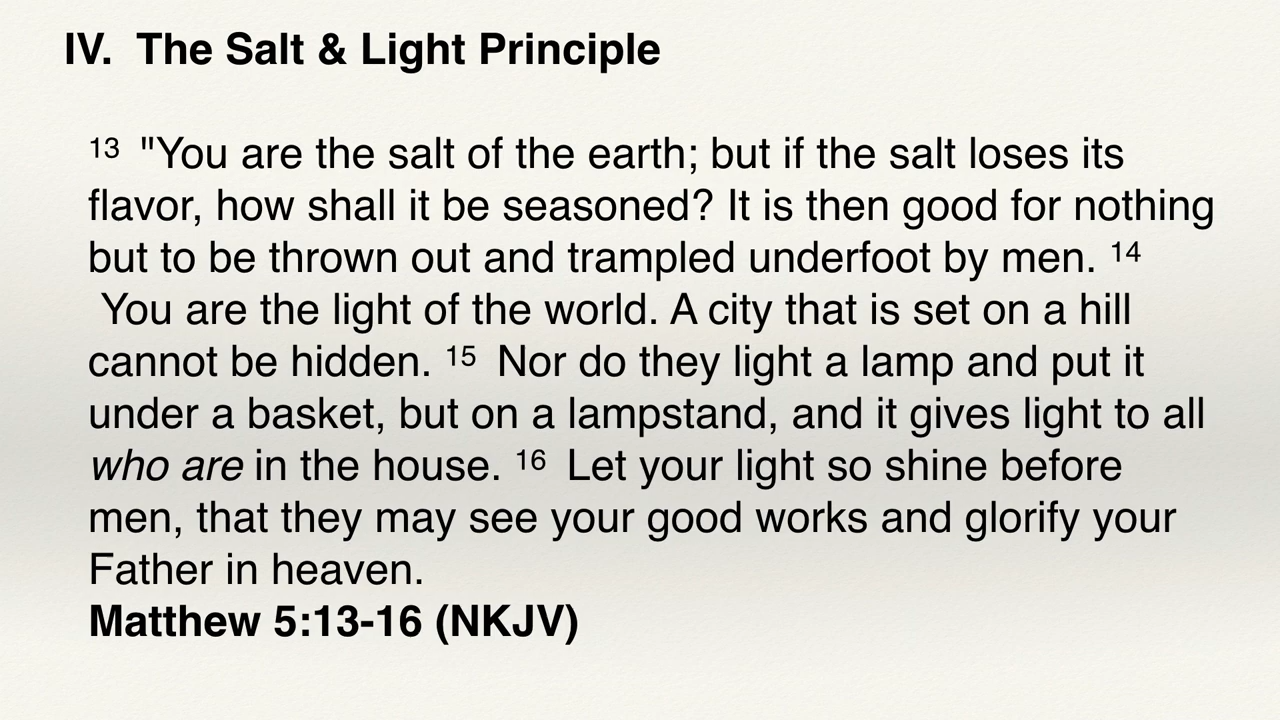 IV.  The Salt & Light Principle
13  "You are the salt of the earth; but if the salt loses its
flavor, how shall it be seasoned? It is then good for nothing
but to be thrown out and trampled underfoot by men. 14
You are the light of the world. A city that is set on a hill
cannot be hidden. 15  Nor do they light a lamp and put it
under a basket, but on a lampstand, and it gives light to all
who are in the house. 16  Let your light so shine before
men, that they may see your good works and glorify your
Father in heaven.
Matthew 5:13-16 (NKJV)